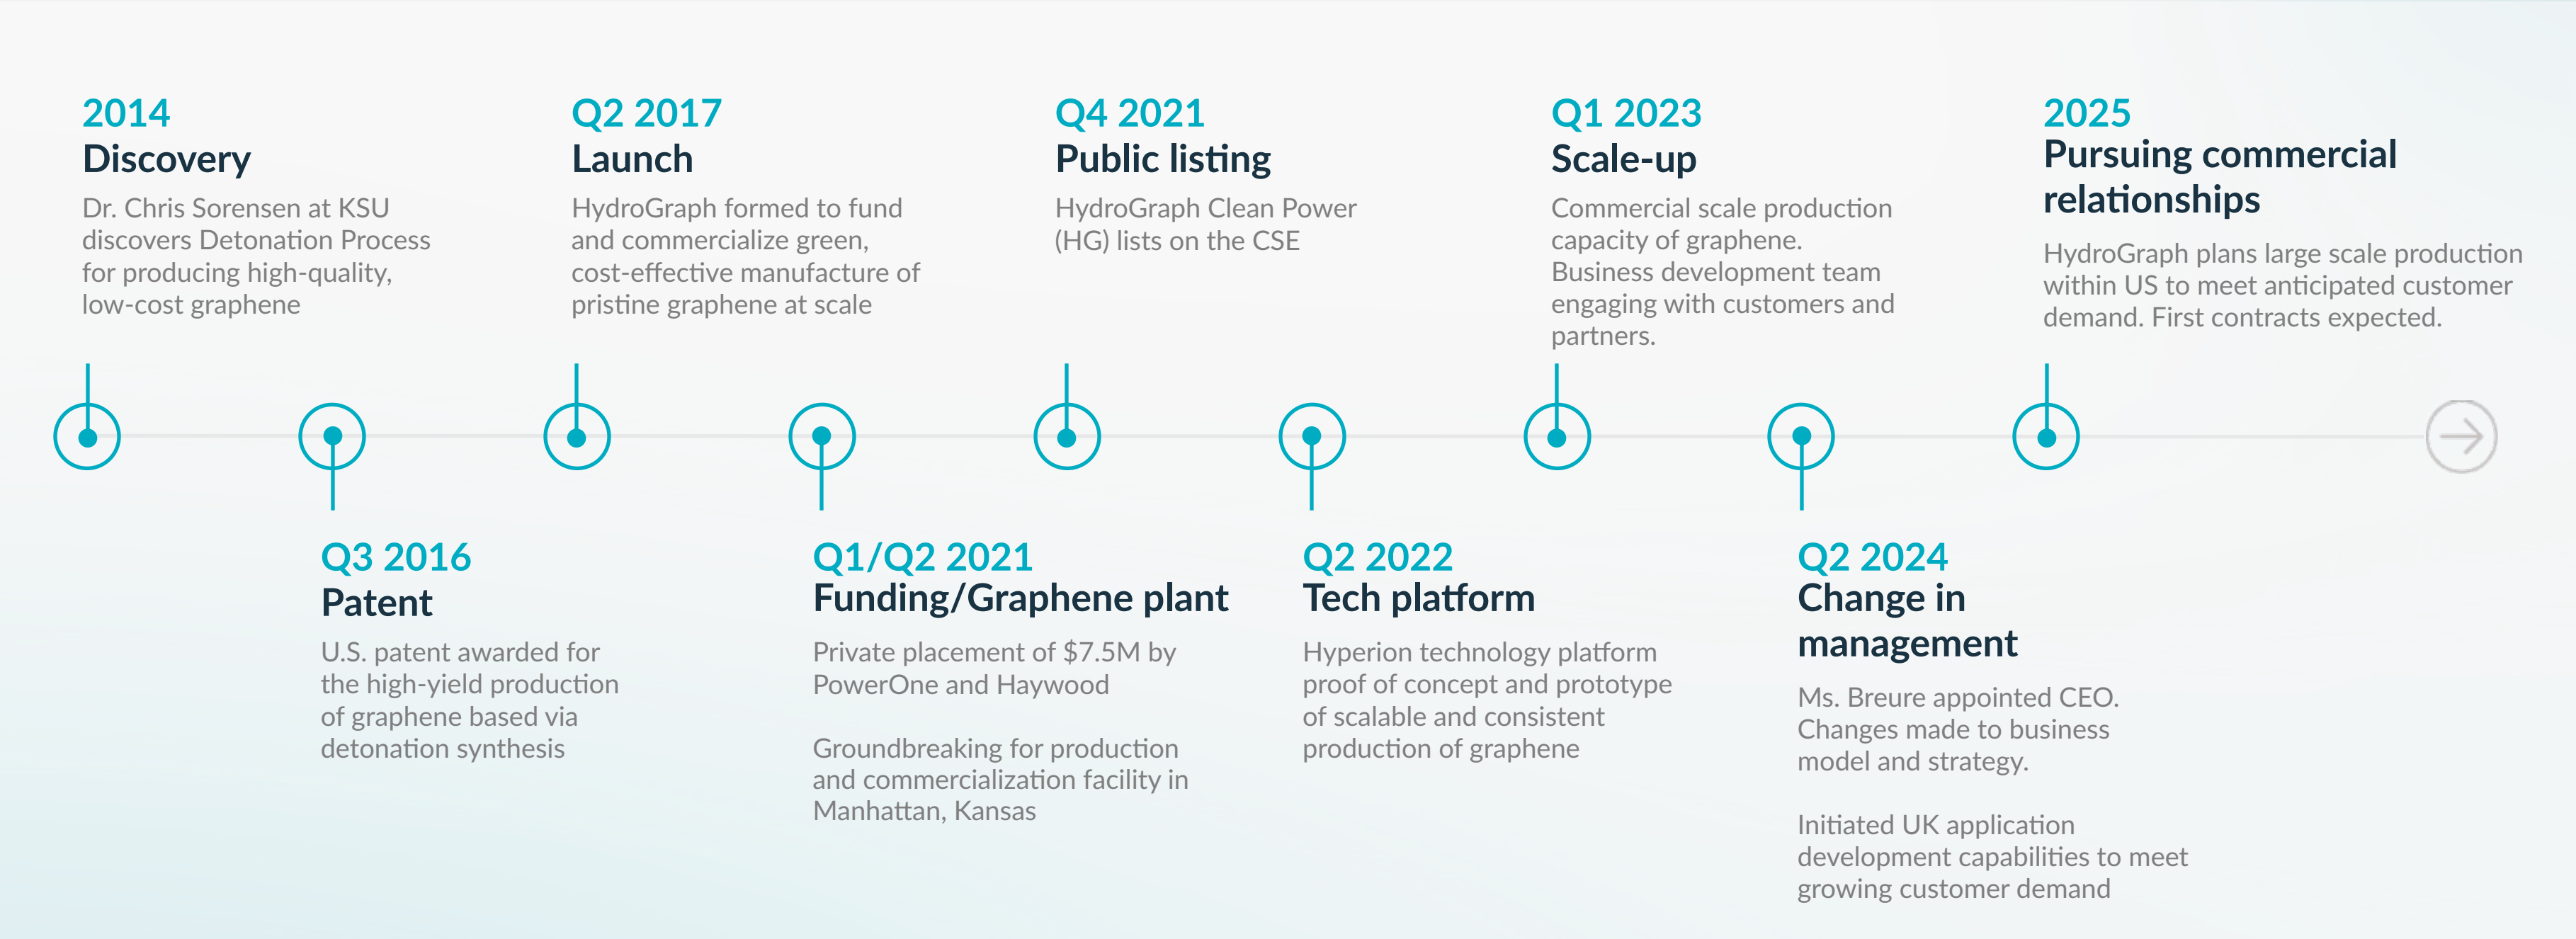 2014
Discovery
Dr. Chris Sorensen at KSU
discovers Detonation Process
for producing high-quality,
low-cost graphene
Q2 2017
Launch
HydroGraph formed to fund
and commercialize green,
cost-effective manufacture of
pristine graphene at scale
Q4 2021
Public listing
HydroGraph Clean Power
(HG) lists on the CSE
Q1 2023
Scale-up
Commercial scale production
capacity of graphene.
Business development team
engaging with customers and
partners.
2025
Pursuing commercial
relationships
HydroGraph plans large scale production
within US to meet anticipated customer
demand. First contracts expected.
Q3 2016
Patent
U.S. patent awarded for
the high-yield production
of graphene based via
detonation synthesis
Q1/Q2 2021
Funding/Graphene plant
Private placement of $7.5M by
PowerOne and Haywood
Groundbreaking for production
and commercialization facility in
Manhattan, Kansas
Q2 2022
Tech platform
Hyperion technology platform
proof of concept and prototype
of scalable and consistent
production of graphene
Q2 2024
Change in
management
Ms. Breure appointed CEO.
Changes made to business
model and strategy.
Initiated UK application
development capabilities to meet
growing customer demand